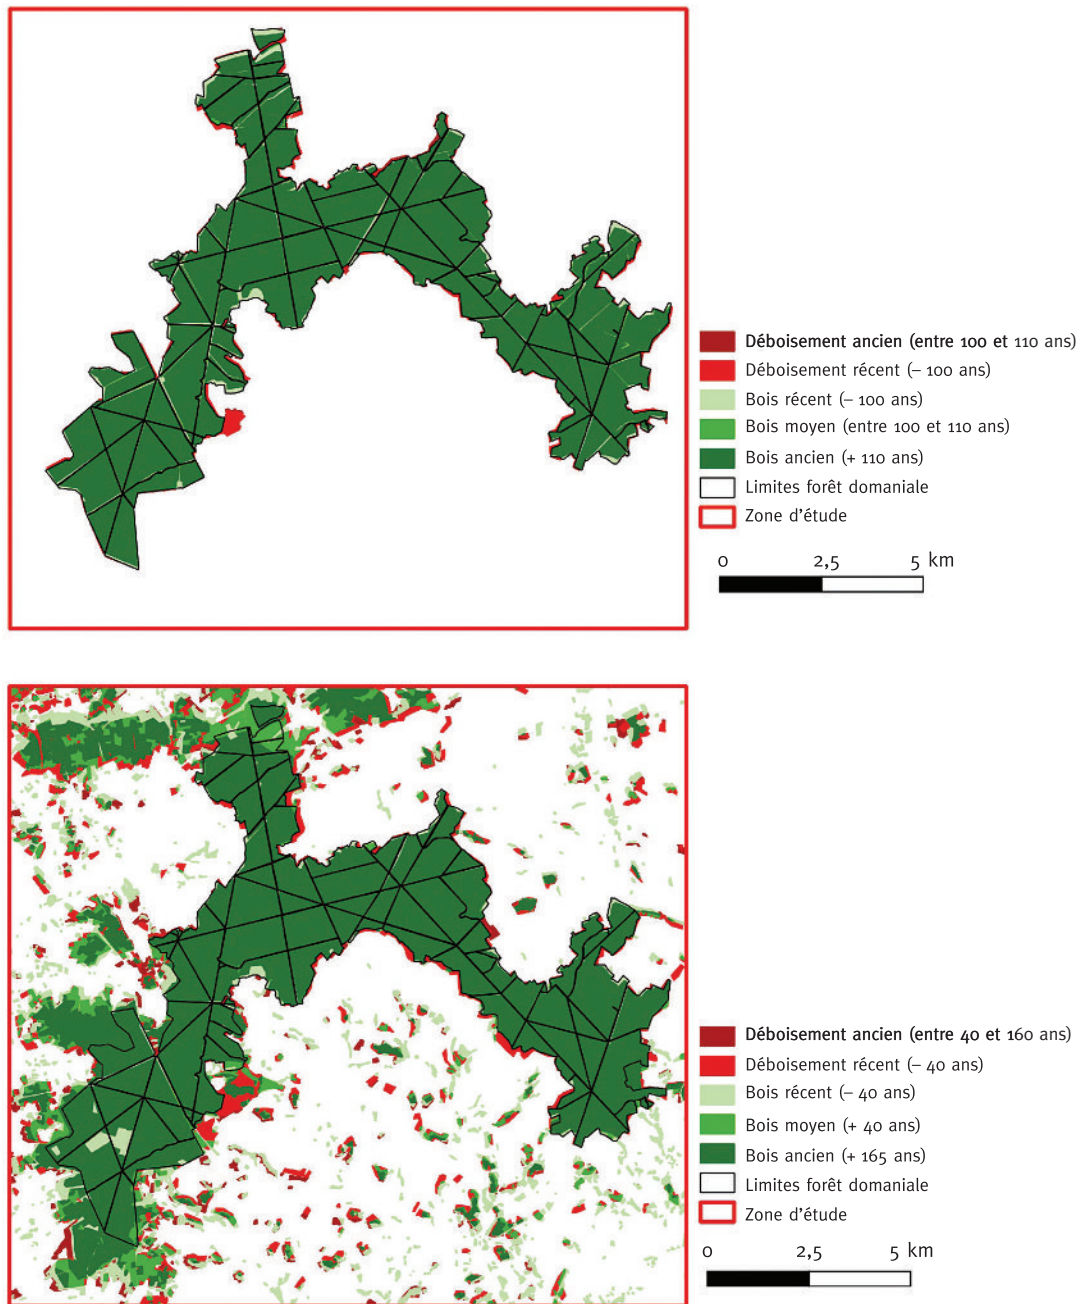 Déboisement ancien (entre 100 et 110 ans)
Déboisement récent (– 100 ans)
Bois récent (– 100 ans)
Bois moyen (entre 100 et 110 ans)
Bois ancien (+ 110 ans)
Limites forêt domaniale
Zone d'étude
0 2,5 5 km
Déboisement ancien (entre 40 et 160 ans)
Déboisement récent (– 40 ans)
Bois récent (– 40 ans)
Bois moyen (+ 40 ans)
Bois ancien (+ 165 ans)
Limites forêt domaniale
Zone d'étude
0 2,5 5 km